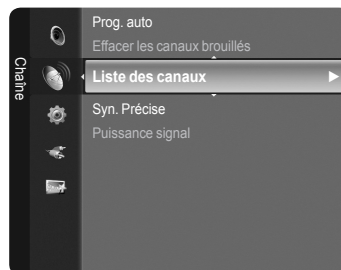 Chaîne
Prog. auto
Effacer les canaux brouillés
Liste des canaux
Syn. Précise
Puissance signal